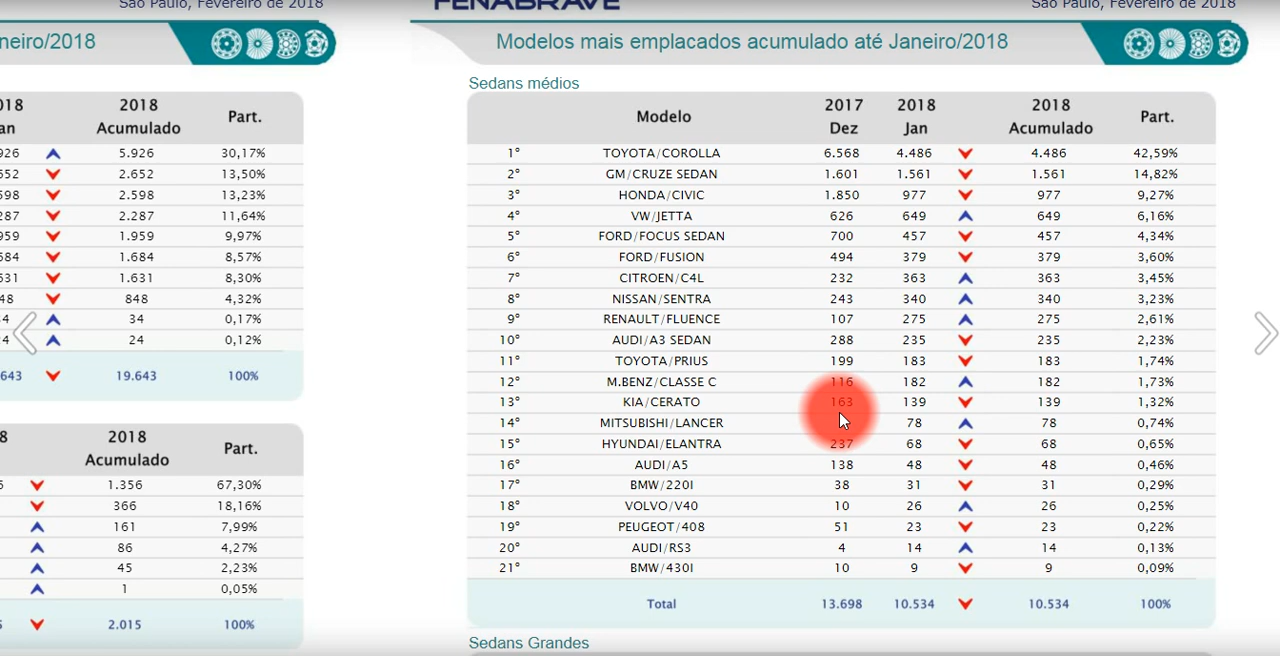 São Paulo, Fevereiro de 2018
neiro/2018
018 2018 Part.
an Acumulado
926 5.926 30,17%
652 2.652 13,50%
598 2.598 13,23%
287 2.287 11,64%
959 1.959 9,97%
684 1.684 8,57%
631 1.631 8,30%
48 848 4,32%
4 34 0,17%
4 24 0,12%
.643 19.643 100%
8 2018 Part.
Acumulado
5 1.356 67,30%
366 18,16%
161 7,99%
86 4,27%
45 2,23%
1 0,05%
5 2.015 100%
FENABRAVE
São Paulo, Fevereiro de 2018
Modelos mais emplacados acumulado até Janeiro/2018
Sedans médios
Modelo 2017 Dez 2018 Jan 2018 Acumulado Part.
1° TOYOTA/COROLLA 6.568 4.486 4.486 42,59%
2° GM/CRUZE SEDAN 1.601 1.561 1.561 14,82%
3° HONDA/CIVIC 1.850 977 977 9,27%
4° VW/JETTA 626 649 649 6,16%
5° FORD/FOCUS SEDAN 700 457 457 4,34%
6° FORD/FUSION 494 379 379 3,60%
7° CITROEN/C4L 232 363 363 3,45%
8° NISSAN/SENTRA 243 340 340 3,23%
9° RENAULT/FLUENCE 107 275 275 2,61%
10° AUDI/A3 SEDAN 288 235 235 2,23%
11° TOYOTA/PRIUS 199 183 183 1,74%
12° M.BENZ/CLASSE C 116 182 182 1,73%
13° KIA/CERATO 163 139 139 1,32%
14° MITSUBISHI/LANCER 78 78 0,74%
15° HYUNDAI/ELANTRA 237 68 68 0,65%
16° AUDI/A5 138 48 48 0,46%
17° BMW/220I 38 31 31 0,29%
18° VOLVO/V40 10 26 26 0,25%
19° PEUGEOT/408 51 23 23 0,22%
20° AUDI/RS3 4 14 14 0,13%
21° BMW/430I 10 9 9 0,09%
Total 13.698 10.534 10.534 100%
Sedans Grandes